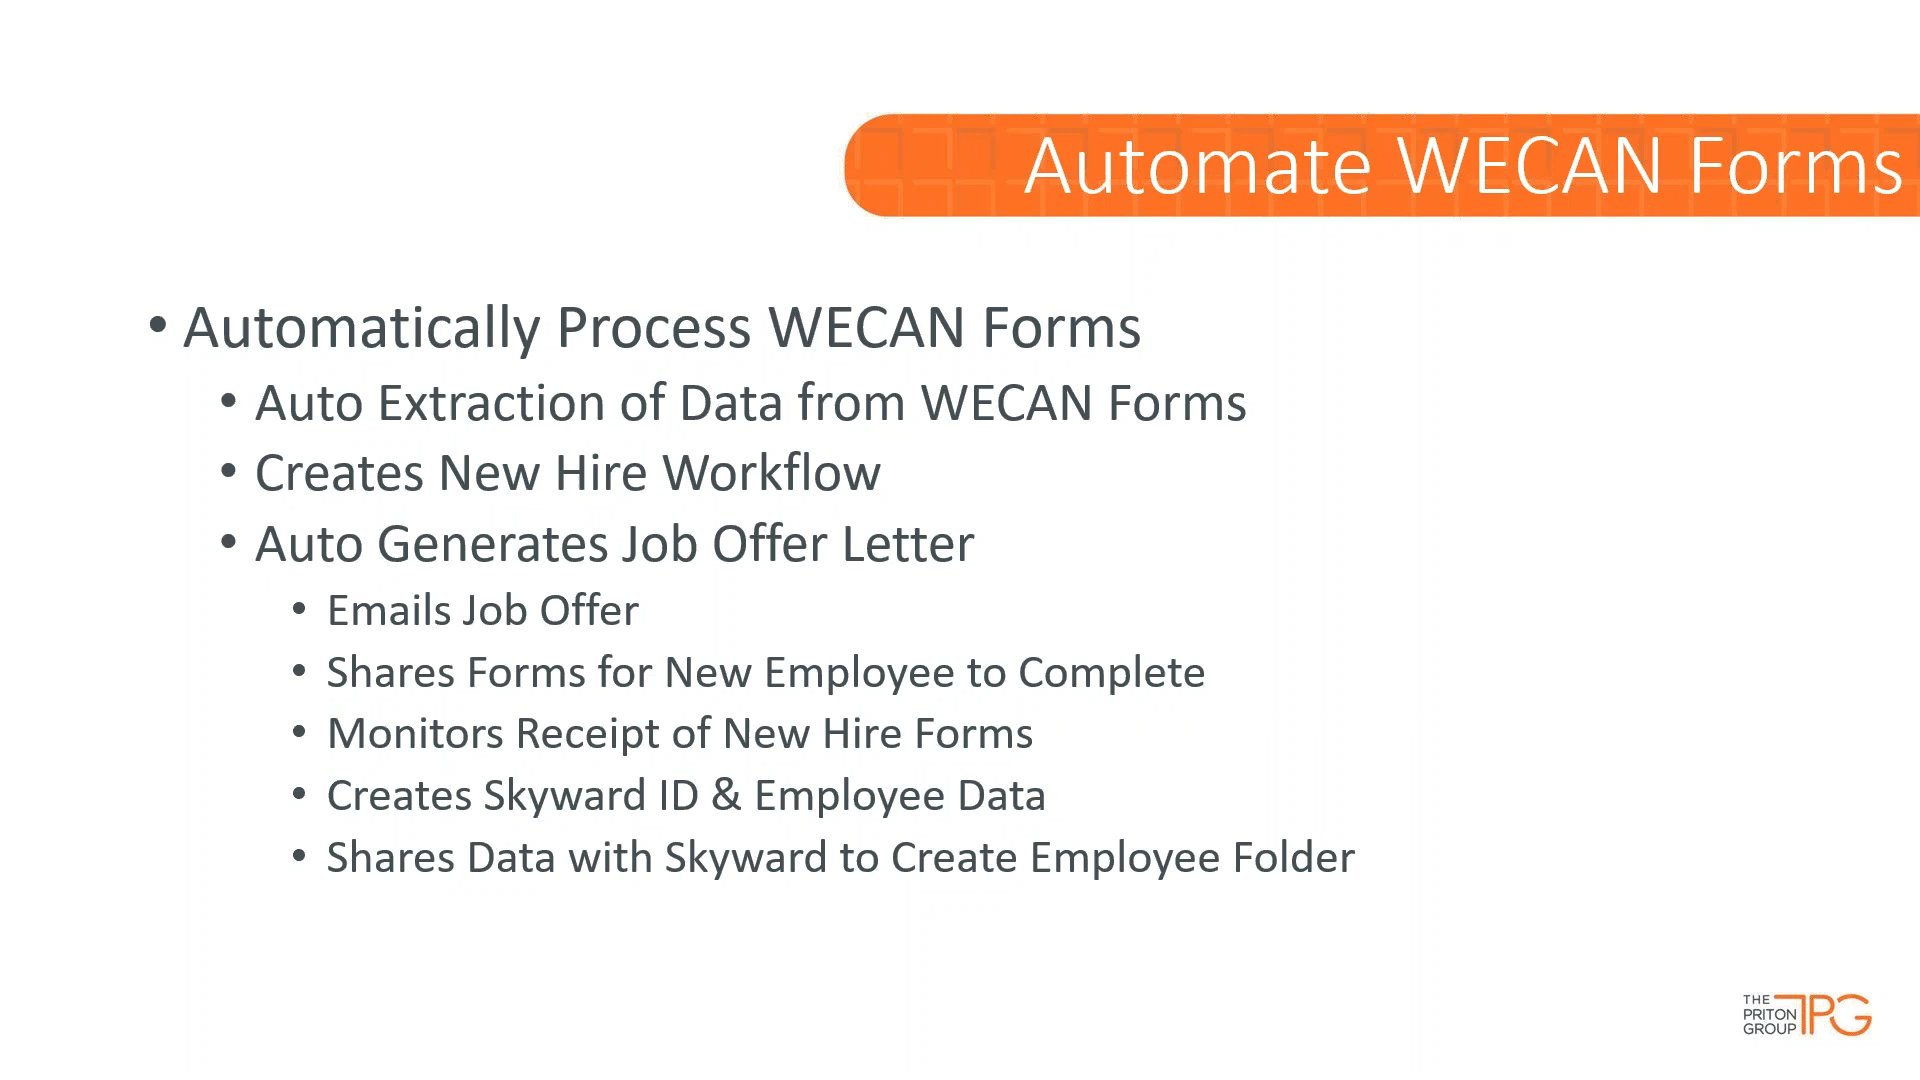 Automate WECAN Forms
• Automatically Process WECAN Forms
• Auto Extraction of Data from WECAN Forms
• Creates New Hire Workflow
• Auto Generates Job Offer Letter
• Emails Job Offer
• Shares Forms for New Employee to Complete
• Monitors Receipt of New Hire Forms
• Creates Skyward ID & Employee Data
• Shares Data with Skyward to Create Employee Folder
THE
PRITON
GROUP
TPG